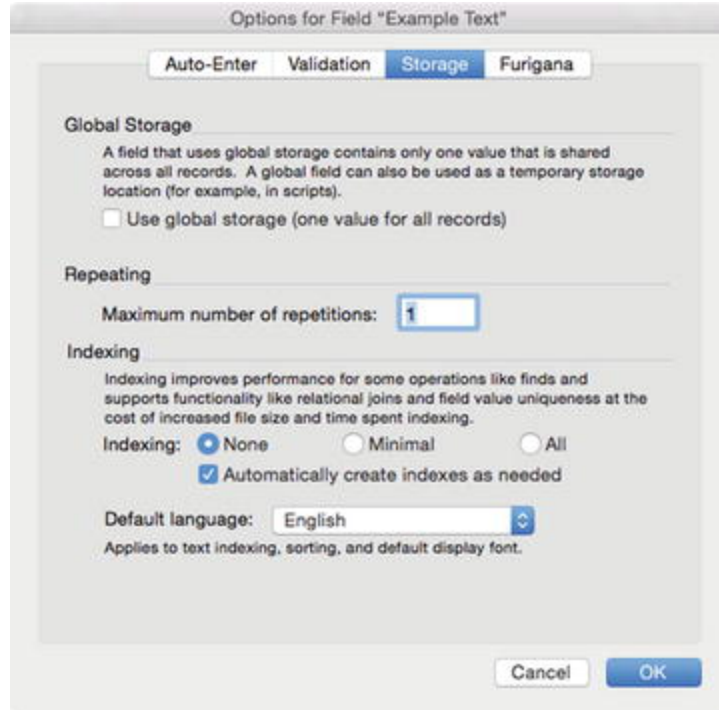 Options for Field "Example Text"
Auto-Enter Validation Storage Furigana
Global Storage
A field that uses global storage contains only one value that is shared
across all records. A global field can also be used as a temporary storage
location (for example, in scripts).
Use global storage (one value for all records)
Repeating
Maximum number of repetitions: 1
Indexing
Indexing improves performance for some operations like finds and
supports functionality like relational joins and field value uniqueness at the
cost of increased file size and time spent indexing.
Indexing: None Minimal All
Automatically create indexes as needed
Default language: English
Applies to text indexing, sorting, and default display font.
Cancel OK